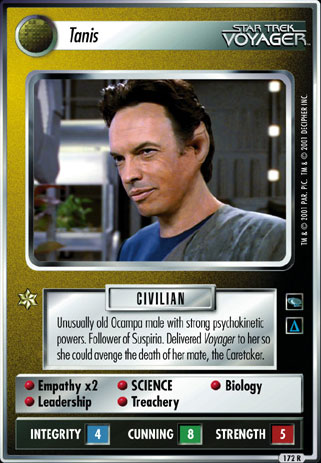 Tanis
STAR TREK
VOYAGER™
TM & © 2001 PAR. P.C. TM & © 2001 DECIPHER INC.
CIVILIAN
Unusually old Ocampa male with strong psychokinetic
powers. Follower of Suspiria. Delivered Voyager to her so
she could avenge the death of her mate, the Caretaker.
Empathy x2 SCIENCE Biology
Leadership Treachery
INTEGRITY 4 CUNNING 8 STRENGTH 5
172 R